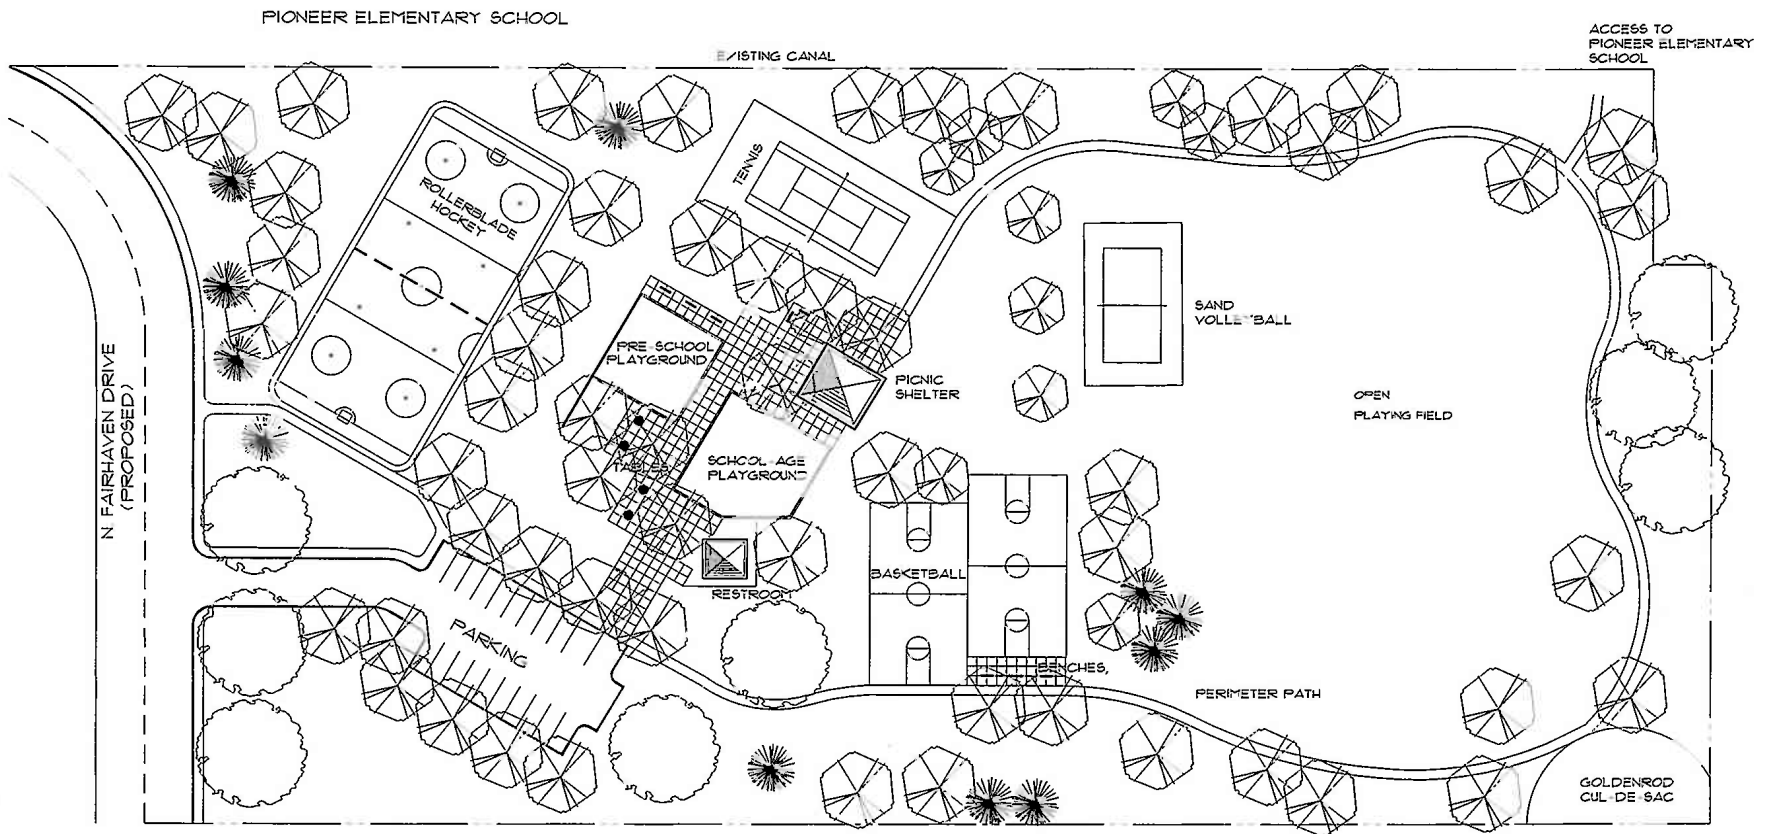 PIONEER ELEMENTARY SCHOOL
ACCESS TO
PIONEER ELEMENTARY
SCHOOL
EXISTING CANAL
TENNIS
ROLLERBLADE
HOCKEY
SAND
VOLLEYBALL
PRE-SCHOOL
PLAYGROUND
PICNIC
SHELTER
OPEN
PLAYING FIELD
N FAIRHAVEN DRIVE
(PROPOSED)
TABLES
SCHOOL-AGE
PLAYGROUND
BASKETBALL
RESTROOM
PARKING
BENCHES,
PERIMETER PATH
GOLDENROD
CUL-DE-SAC